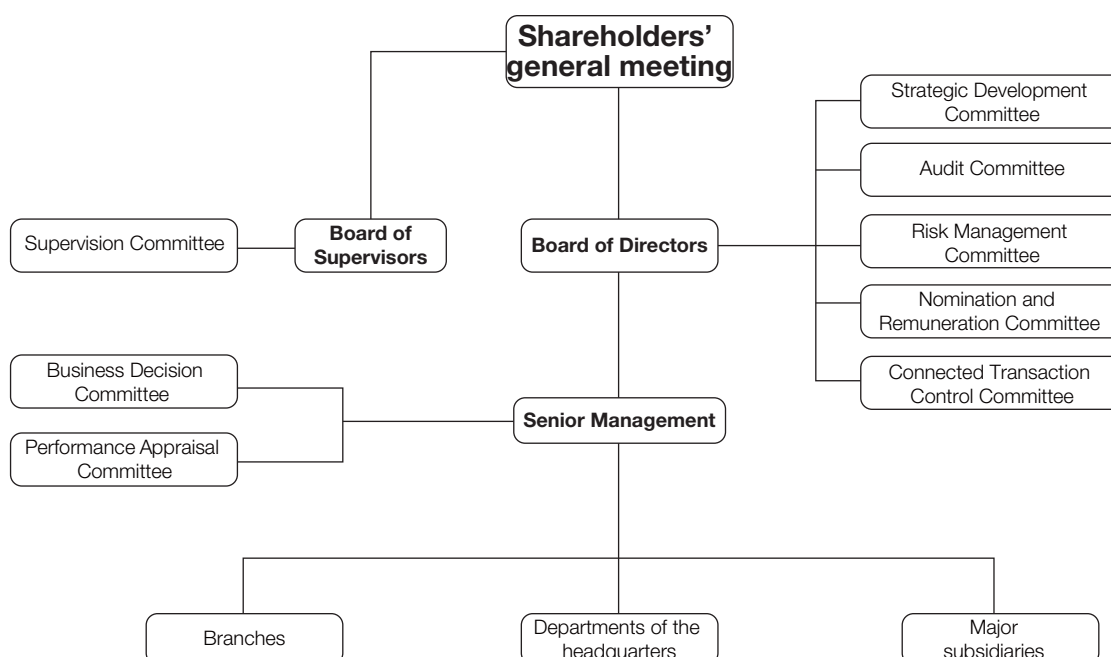 Shareholders'
general meeting
Strategic Development
Committee
Audit Committee
Supervision Committee
Board of
Supervisors
Board of Directors
Risk Management
Committee
Nomination and
Remuneration Committee
Business Decision
Committee
Connected Transaction
Control Committee
Senior Management
Performance Appraisal
Committee
Branches
Departments of the
headquarters
Major
subsidiaries